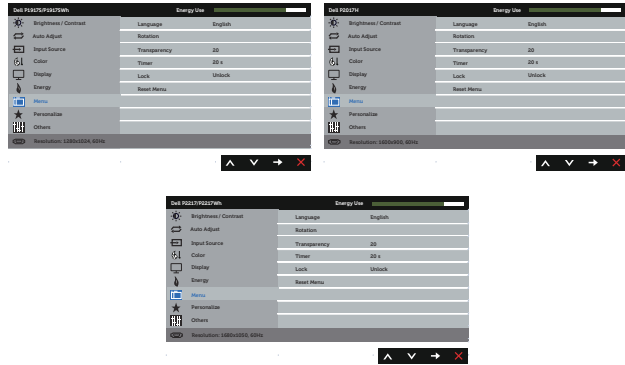 Dell P1917S/P1917SWh Energy Use
Brightness / Contrast Language English
Auto Adjust Rotation
Input Source Transparency 20
Color Timer 20 s
Display Lock Unlock
Energy Reset Menu
Menu
Personalize
Others
Resolution: 1280x1024, 60Hz
Dell P2017H Energy Use
Brightness / Contrast Language English
Auto Adjust Rotation
Input Source Transparency 20
Color Timer 20 s
Display Lock Unlock
Energy Reset Menu
Menu
Personalize
Others
Resolution: 1600x900, 60Hz
Dell P2217/P2217Wh Energy Use
Brightness / Contrast Language English
Auto Adjust Rotation
Input Source Transparency 20
Color Timer 20 s
Display Lock Unlock
Energy Reset Menu
Menu
Personalize
Others
Resolution: 1680x1050, 60Hz